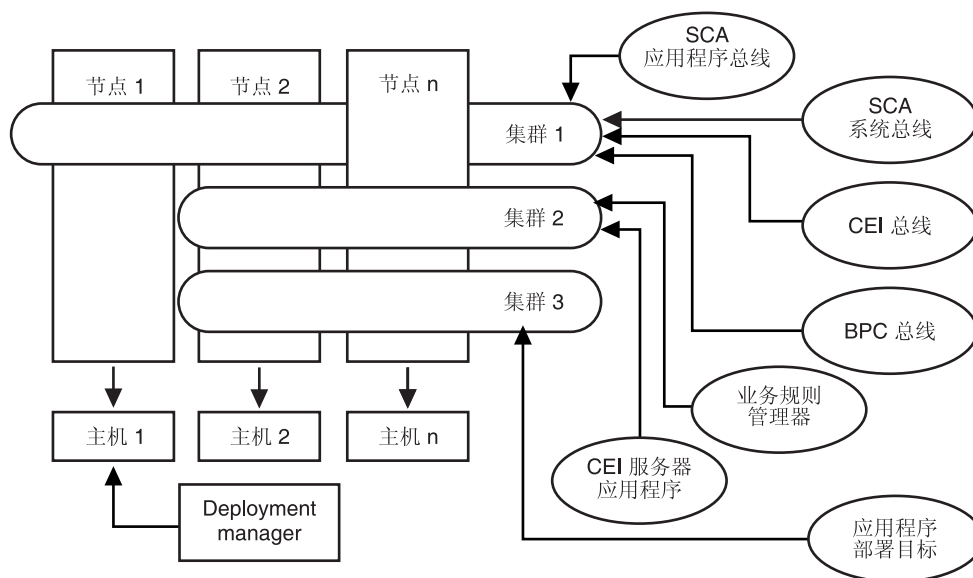 SCA
应用程序总线
节点 1
节点 2
节点 n
SCA
系统总线
集群 1
集群 2
CEI 总线
集群 3
BPC 总线
业务规则
管理器
主机 1
主机 2
主机 n
CEI 服务器
应用程序
Deployment
manager
应用程序
部署目标